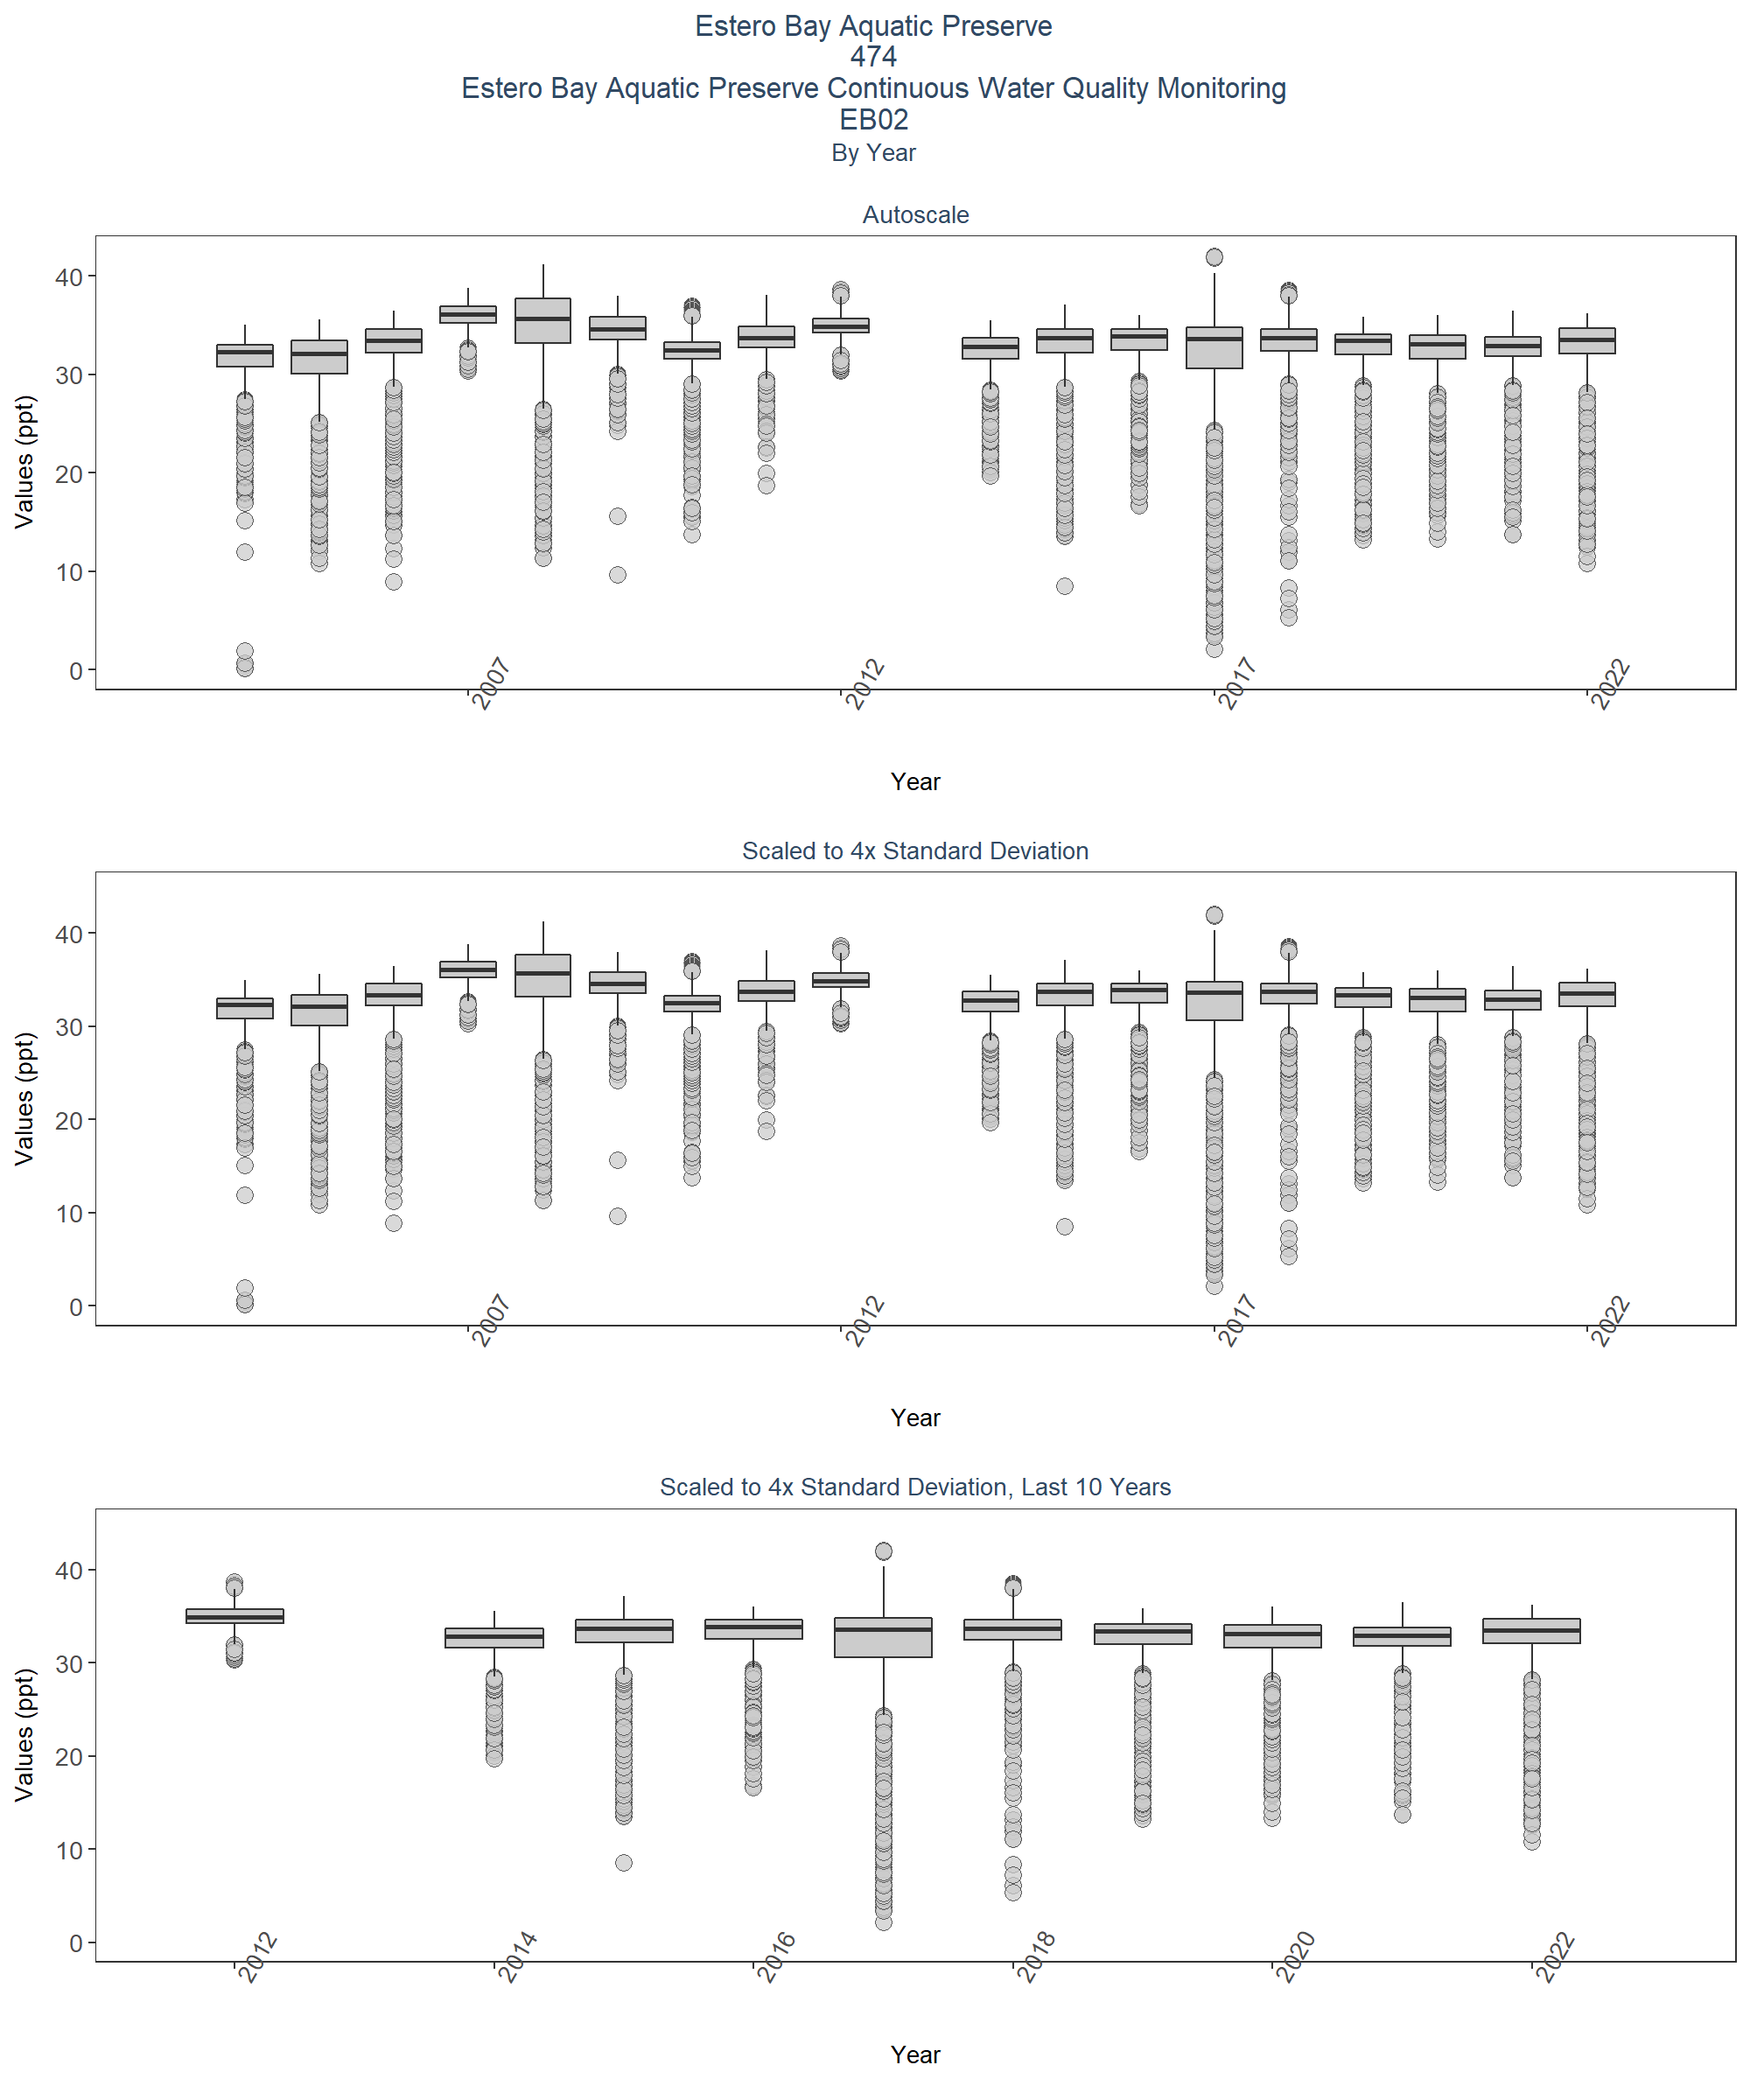 Estero Bay Aquatic Preserve
474
Estero Bay Aquatic Preserve Continuous Water Quality Monitoring
EB02
By Year
Autoscale
Values (ppt)
40
30
20
10
0
2007
2012
2017
2022
Year
Scaled to 4x Standard Deviation
Values (ppt)
40
30
20
10
0
2007
2012
2017
2022
Year
Scaled to 4x Standard Deviation, Last 10 Years
Values (ppt)
40
30
20
10
0
2012
2014
2016
2018
2020
2022
Year